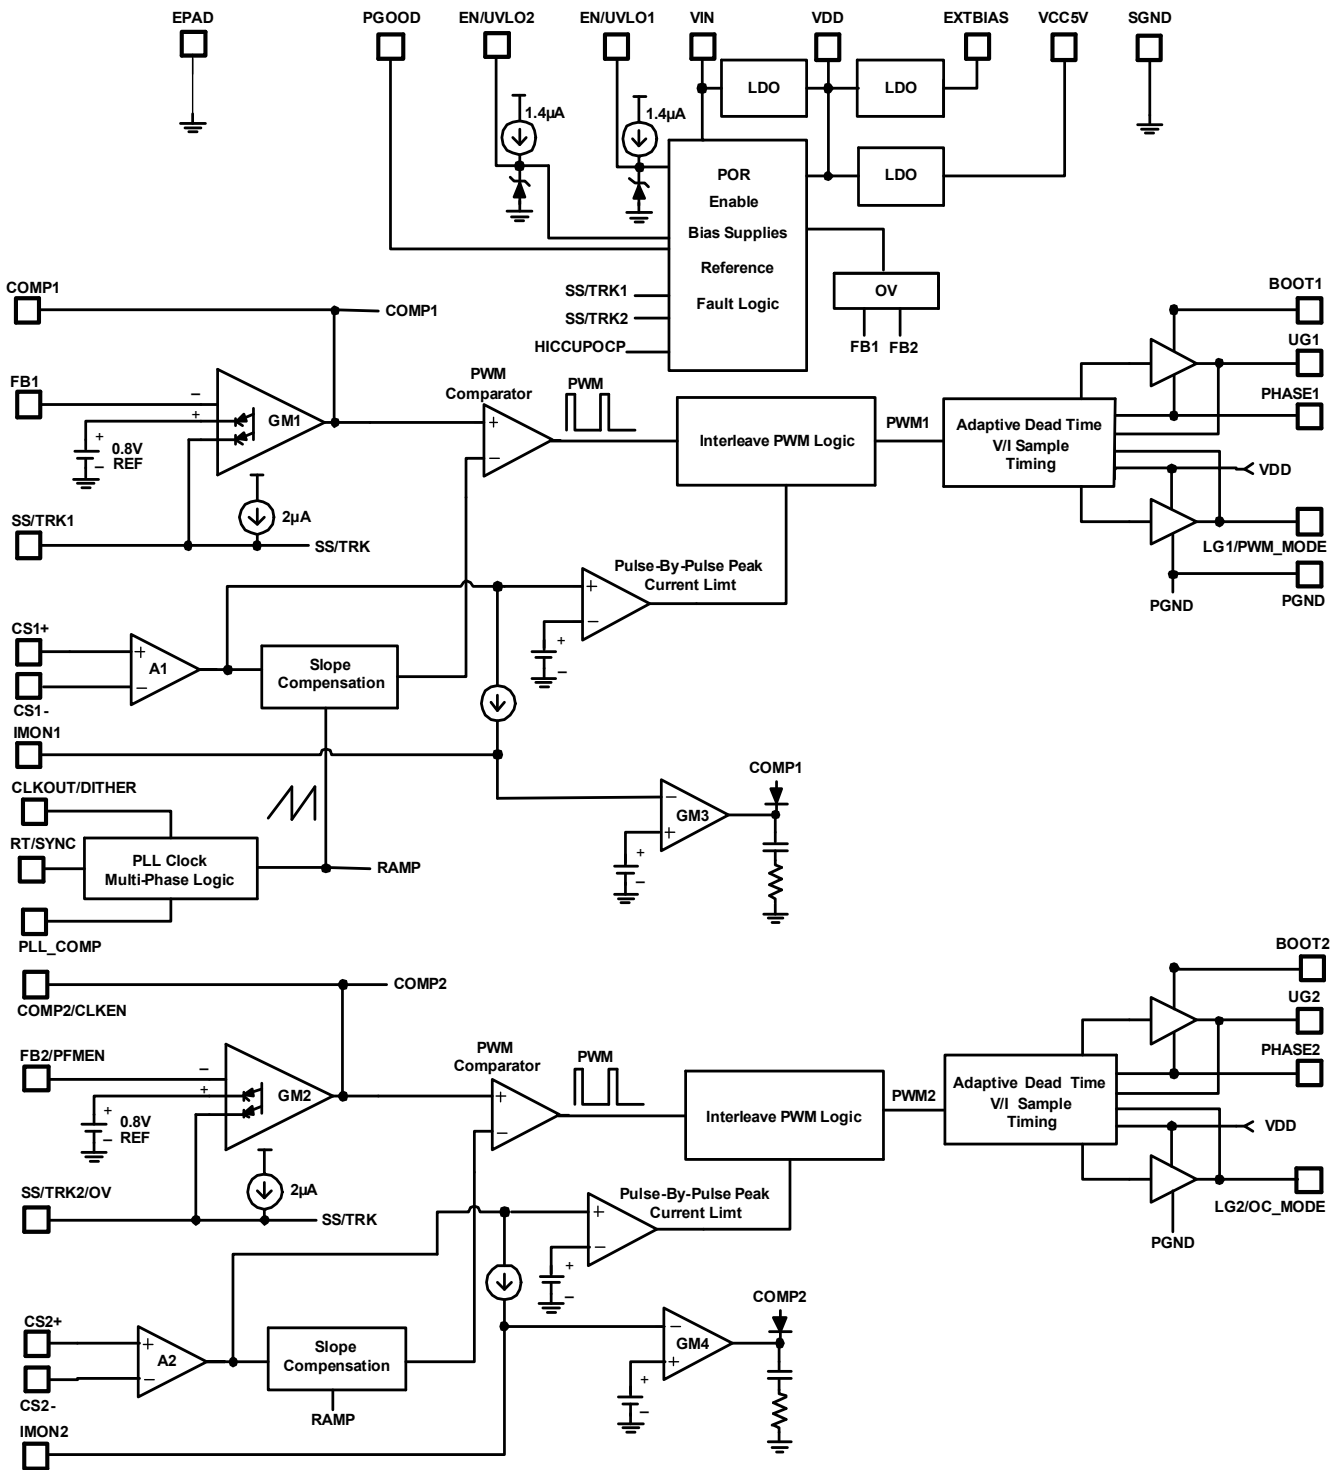 EPAD
PGOOD
EN/UVLO2
EN/UVLO1
VIN
VDD
EXTBIAS
VCC5V
SGND
1.4µA
1.4µA
LDO
LDO
LDO
POR
Enable
Bias Supplies
Reference
Fault Logic
SS/TRK1
SS/TRK2
HICCUPOCP
OV
FB1
FB2
COMP1
COMP1
FB1
−
+
GM1
+
−
0.8V
REF
SS/TRK1
2µA
SS/TRK
PWM
Comparator
+
−
PWM
Interleave PWM Logic
PWM1
Adaptive Dead Time
V/I Sample
Timing
BOOT1
UG1
PHASE1
VDD
LG1/PWM_MODE
PGND
PGND
Pulse-By-Pulse Peak
Current Limt
+
−
+
−
CS1+
+
A1
−
CS1-
Slope
Compensation
IMON1
CLKOUT/DITHER
RT/SYNC
PLL Clock
Multi-Phase Logic
RAMP
PLL_COMP
COMP1
−
GM3
+
+
−
COMP2
COMP2/CLKEN
FB2/PFMEN
−
+
GM2
+
−
0.8V
REF
SS/TRK2/OV
2µA
SS/TRK
PWM
Comparator
+
−
PWM
Interleave PWM Logic
PWM2
Adaptive Dead Time
V/I Sample
Timing
BOOT2
UG2
PHASE2
VDD
LG2/OC_MODE
PGND
Pulse-By-Pulse Peak
Current Limt
+
−
+
−
CS2+
+
A2
−
CS2-
Slope
Compensation
RAMP
IMON2
COMP2
−
GM4
+
+
−